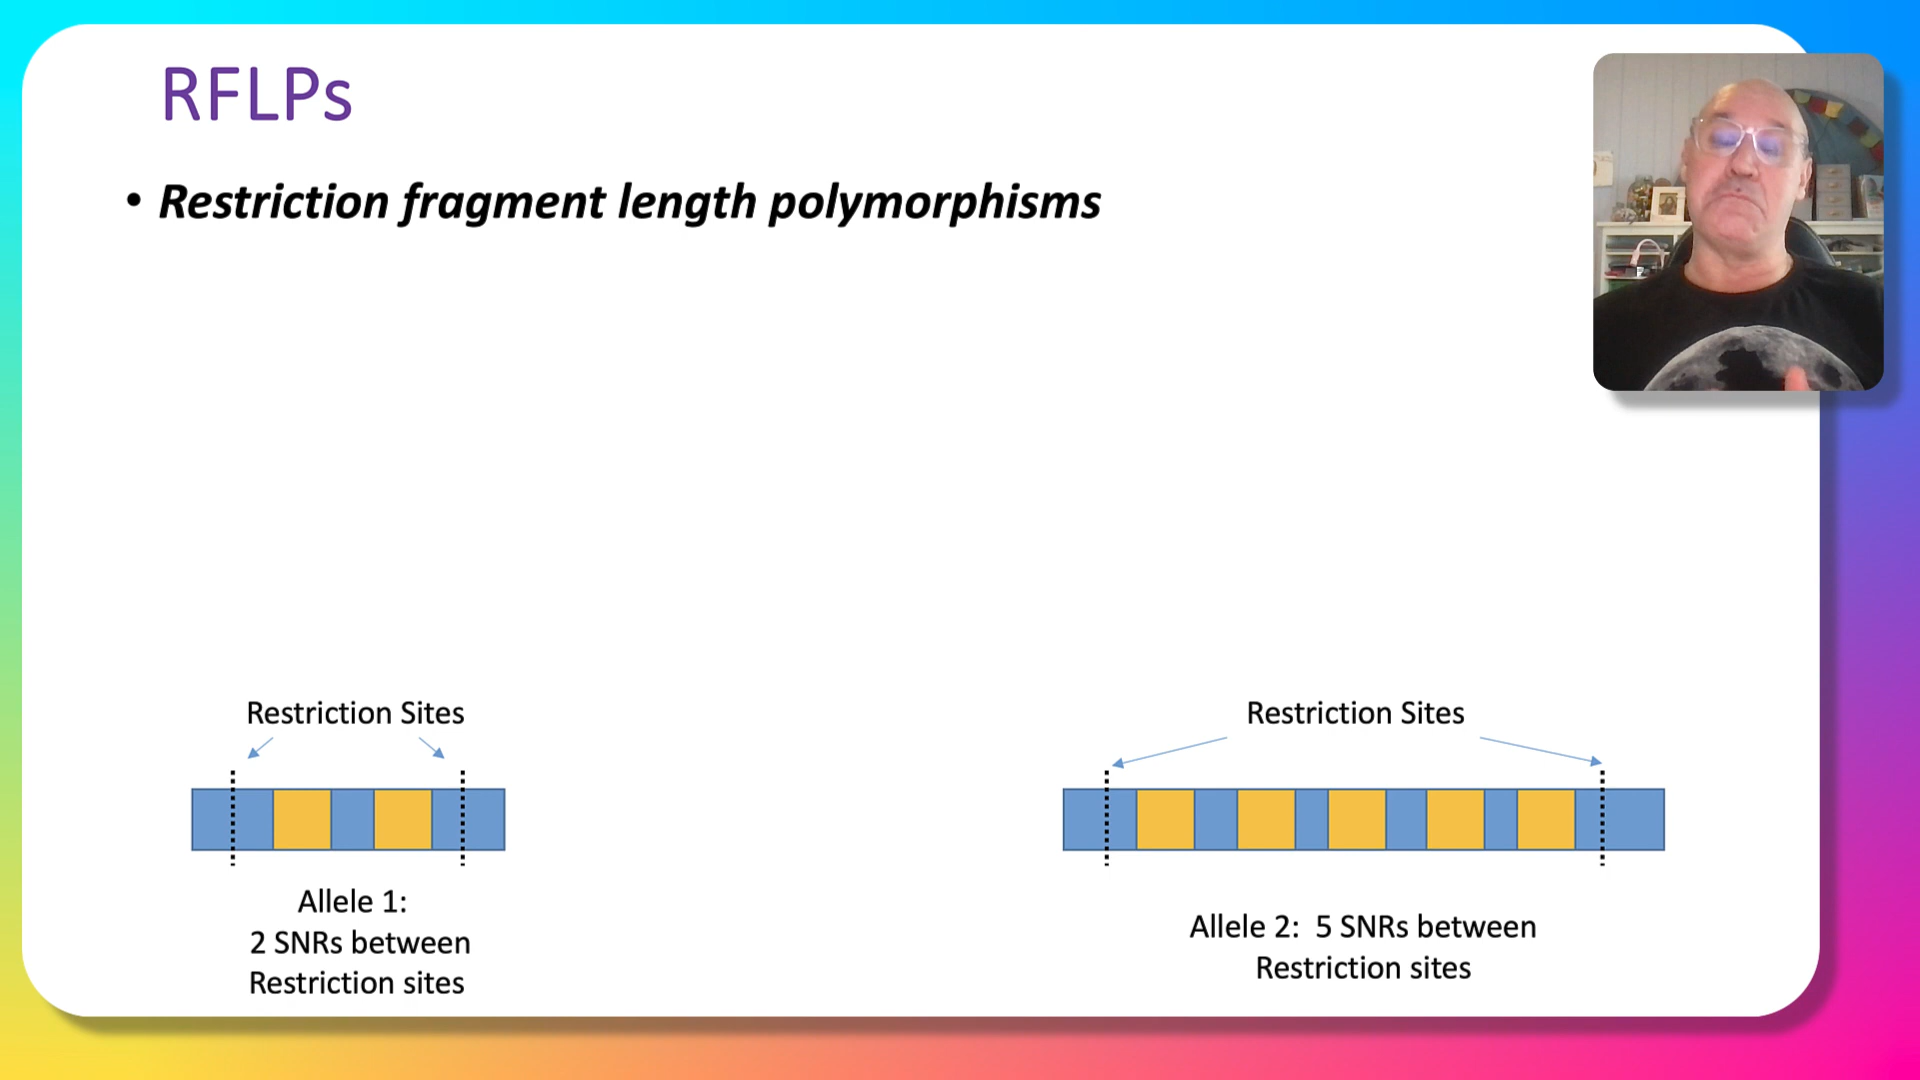 RFLPs
• Restriction fragment length polymorphisms
Restriction Sites
Allele 1:
2 SNRs between
Restriction sites
Restriction Sites
Allele 2:  5 SNRs between
Restriction sites